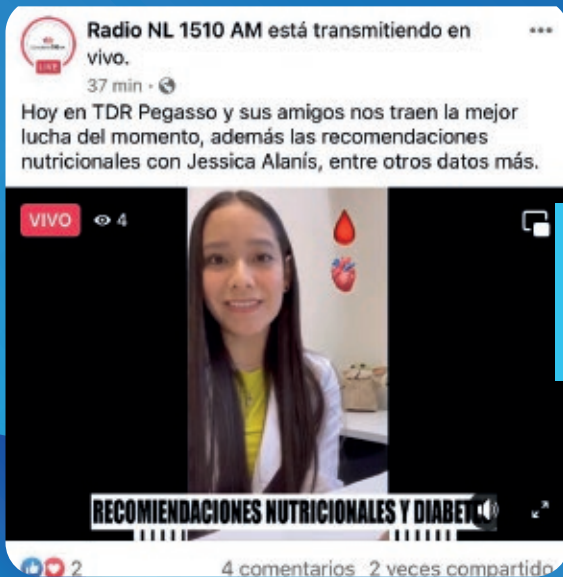 Radio NL 1510 AM está transmitiendo en
vivo.
LIVE
37 min ·
Hoy en TDR Pegasso y sus amigos nos traen la mejor
lucha del momento, además las recomendaciones
nutricionales con Jessica Alanís, entre otros datos más.
VIVO 4
RECOMIENDACIONES NUTRICIONALES Y DIABET
2 4 comentarios 2 veces compartido